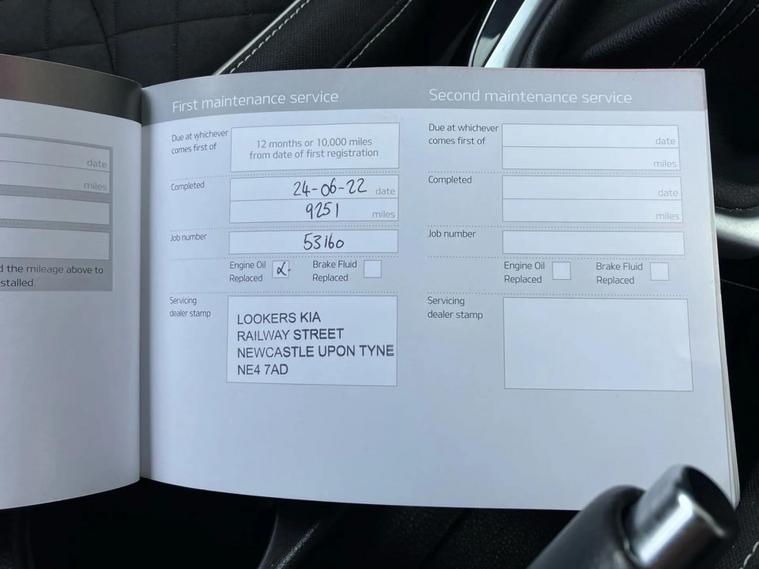 date
miles
d the mileage above to
stalled.
First maintenance service
Due at whichever
comes first of
12 months or 10,000 miles
from date of first registration
Completed
24-06-22 date
9251 miles
Job number
53160
Engine Oil
Replaced
Brake Fluid
Replaced
Servicing
dealer stamp
LOOKERS KIA
RAILWAY STREET
NEWCASTLE UPON TYNE
NE4 7AD
Second maintenance service
Due at whichever
comes first of
date
miles
Completed
date
miles
Job number
Engine Oil
Replaced
Brake Fluid
Replaced
Servicing
dealer stamp